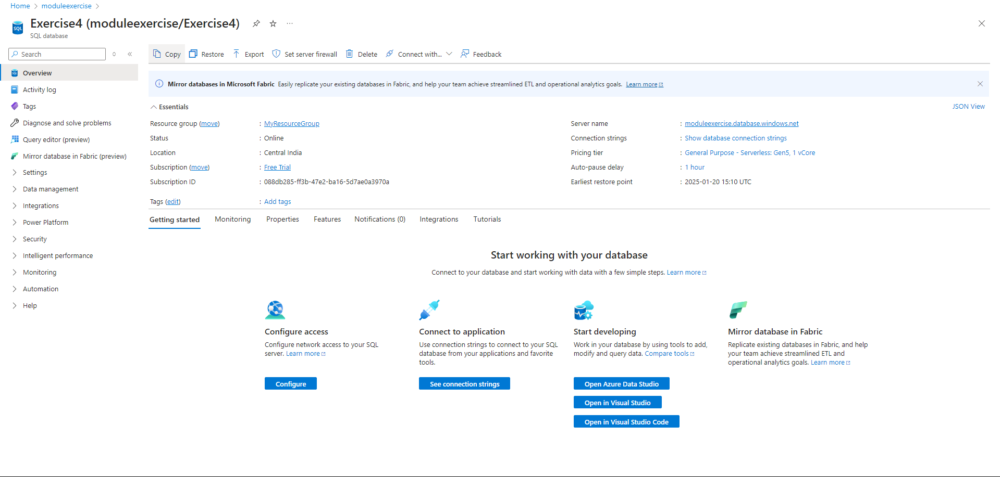 Home > moduleexercise >
Exercise4 (moduleexercise/Exercise4) ...
SQL
SQL database
Search
Copy Restore Export Set server firewall Delete Connect with... Feedback
Overview
Activity log
Tags
Diagnose and solve problems
Query editor (preview)
Mirror database in Fabric (preview)
Settings
Data management
Integrations
Power Platform
Security
Intelligent performance
Monitoring
Automation
Help
Mirror databases in Microsoft Fabric Easily replicate your existing databases in Fabric, and help your team achieve streamlined ETL and operational analytics goals. Learn more
Essentials
JSON View
Resource group (move) : MyResourceGroup
Status : Online
Location : Central India
Subscription (move) : Free Trial
Subscription ID : 088db285-ff3b-47e2-ba16-5d7ae0a3970a
Tags (edit) : Add tags
Server name : moduleexercise.database.windows.net
Connection strings : Show database connection strings
Pricing tier : General Purpose - Serverless: Gen5, 1 vCore
Auto-pause delay : 1 hour
Earliest restore point : 2025-01-20 15:10 UTC
Getting started Monitoring Properties Features Notifications (0) Integrations Tutorials
Start working with your database
Connect to your database and start working with data with a few simple steps. Learn more
Configure access
Configure network access to your SQL
server. Learn more
Configure
Connect to application
Use connection strings to connect to your SQL
database from your applications and favorite
tools.
See connection strings
Start developing
Work in your database by using tools to add,
modify and query data. Compare tools
Open Azure Data Studio
Open in Visual Studio
Open in Visual Studio Code
Mirror database in Fabric
Replicate existing databases in Fabric, and help
your team achieve streamlined ETL and
operational analytics goals. Learn more